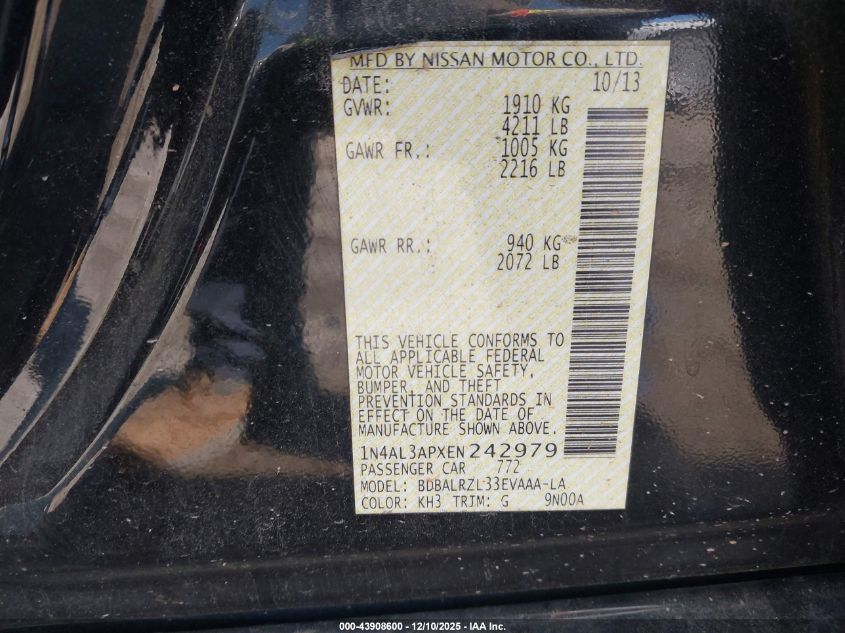 MFD BY NISSAN MOTOR CO., LTD.
DATE: 10/13
GVWR: 1910 KG
4211 LB
GAWR FR.: 1005 KG
2216 LB
GAWR RR.: 940 KG
2072 LB
THIS VEHICLE CONFORMS TO
ALL APPLICABLE FEDERAL
MOTOR VEHICLE SAFETY,
BUMPER, AND THEFT
PREVENTION STANDARDS IN
EFFECT ON THE DATE OF
MANUFACTURE SHOWN ABOVE.
1N4AL3APXEN242979
PASSENGER CAR 772
MODEL: BDBALRZL33EVAAA-LA
COLOR: KH3 TRIM: G 9N00A
000-43908600 - 12/10/2025 - IAA Inc.